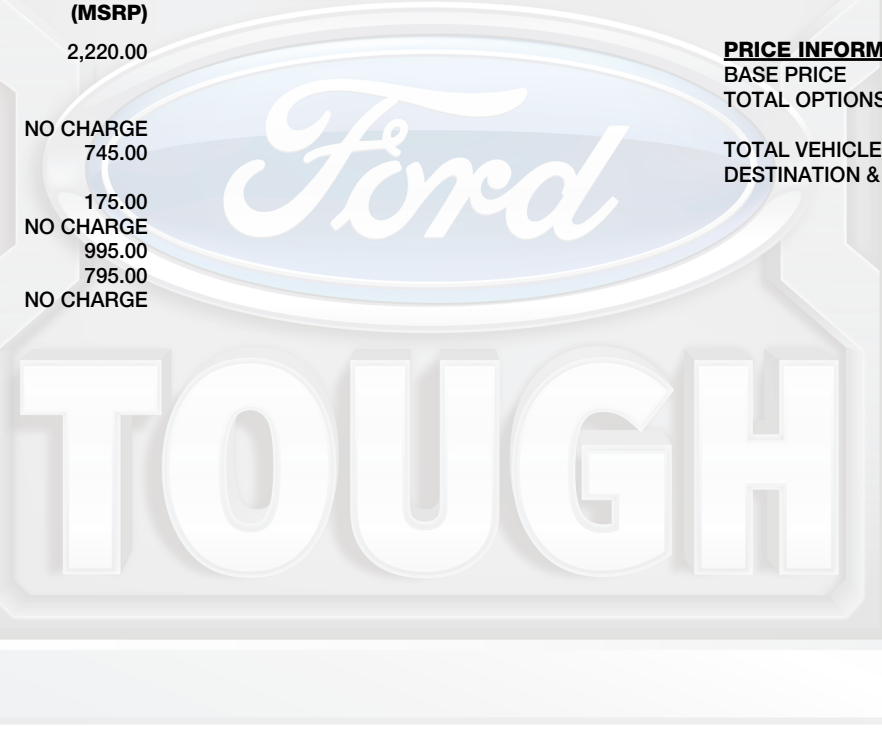 (MSRP)
2,220.00
NO CHARGE
745.00
175.00
NO CHARGE
995.00
795.00
NO CHARGE
PRICE INFORM
BASE PRICE
TOTAL OPTIONS
TOTAL VEHICLE
DESTINATION &
Ford
TOUGH